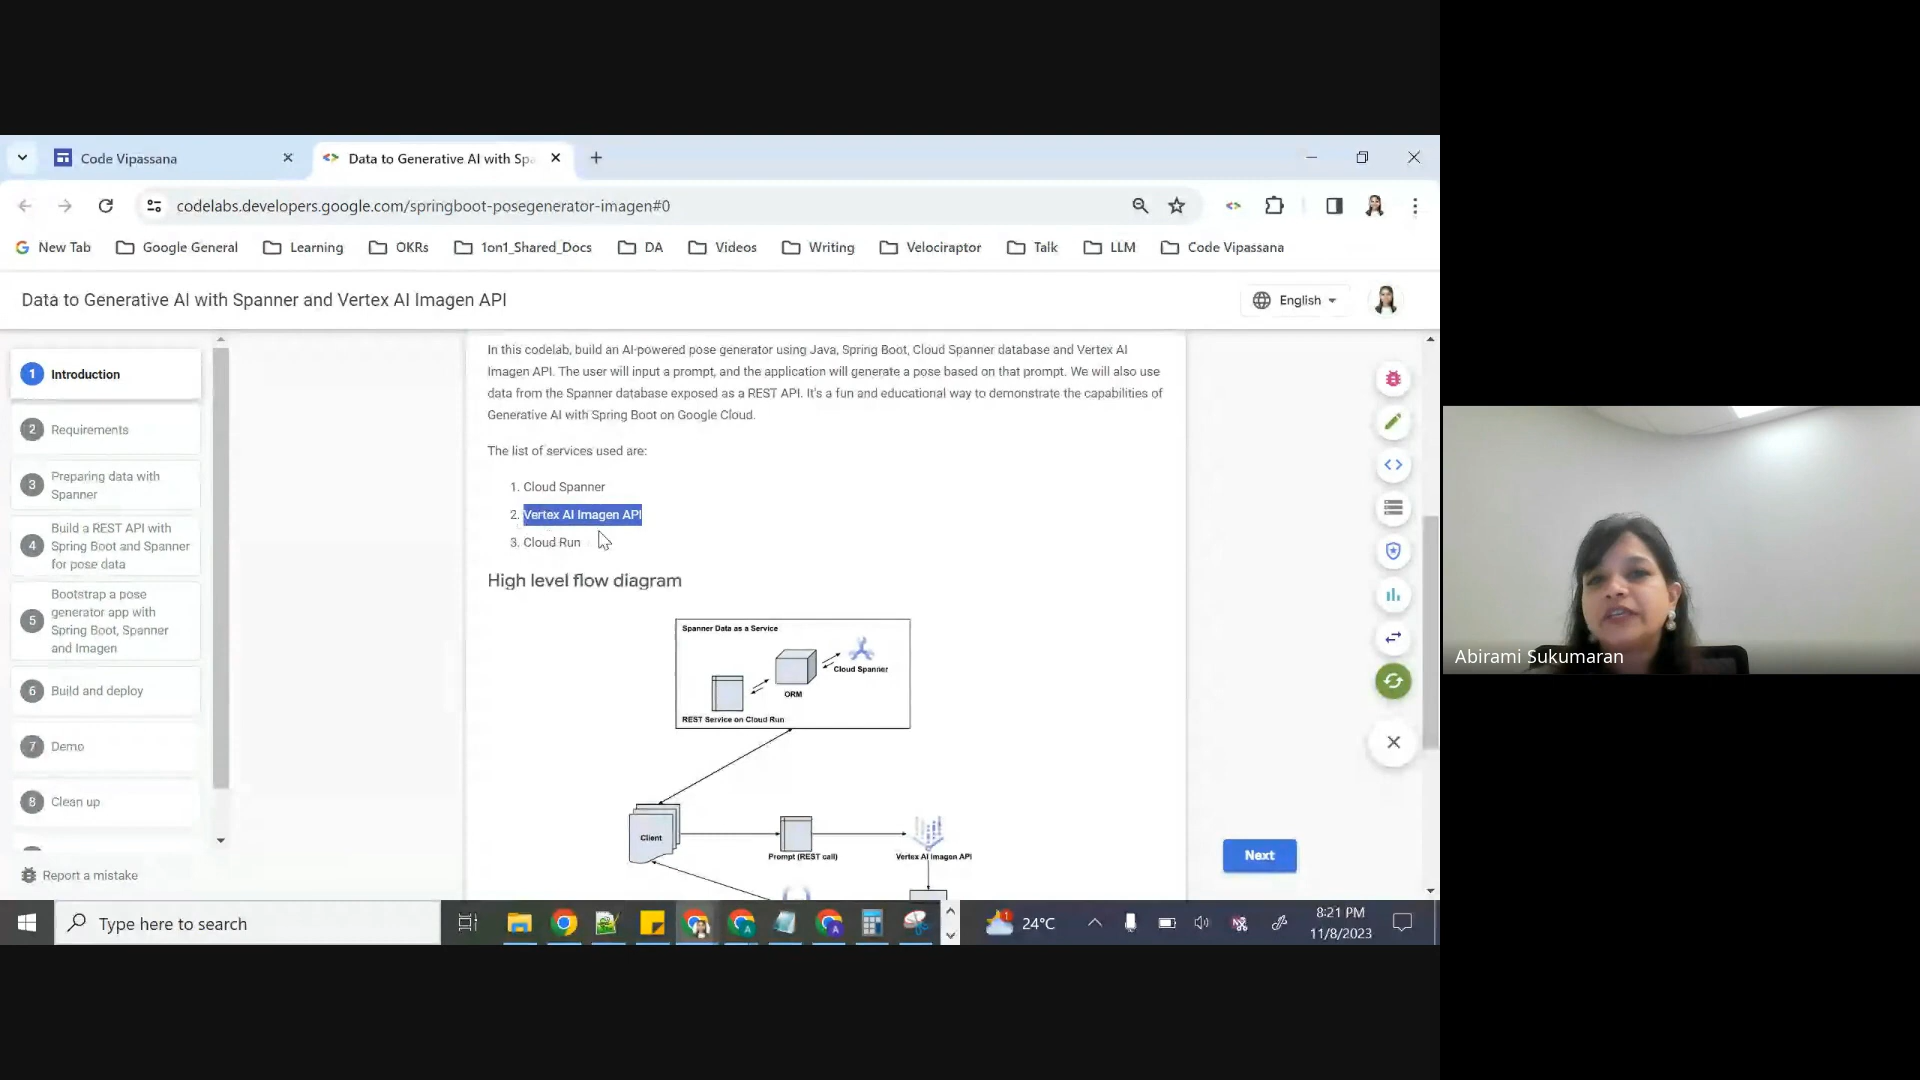 Code Vipassana
Data to Generative AI with Spa
codelabs.developers.google.com/springboot-posegenerator-imagen#0
New Tab
Google General
Learning
OKRs
1on1_Shared_Docs
DA
Videos
Writing
Velociraptor
Talk
LLM
Code Vipassana
Data to Generative AI with Spanner and Vertex AI Imagen API
English
1 Introduction
2 Requirements
3 Preparing data with
Spanner
4 Build a REST API with
Spring Boot and Spanner
for pose data
5 Bootstrap a pose
generator app with
Spring Boot, Spanner
and Imagen
6 Build and deploy
7 Demo
8 Clean up
Report a mistake
In this codelab, build an AI-powered pose generator using Java, Spring Boot, Cloud Spanner database and Vertex AI
Imagen API. The user will input a prompt, and the application will generate a pose based on that prompt. We will also use
data from the Spanner database exposed as a REST API. It's a fun and educational way to demonstrate the capabilities of
Generative AI with Spring Boot on Google Cloud.
The list of services used are:
1. Cloud Spanner
2. Vertex AI Imagen API
3. Cloud Run
High level flow diagram
Spanner Data as a Service
Cloud Spanner
ORM
REST Service on Cloud Run
Client
Prompt (REST call)
Vertex AI Imagen API
Next
Abirami Sukumaran
Type here to search
24°C
8:21 PM
11/8/2023